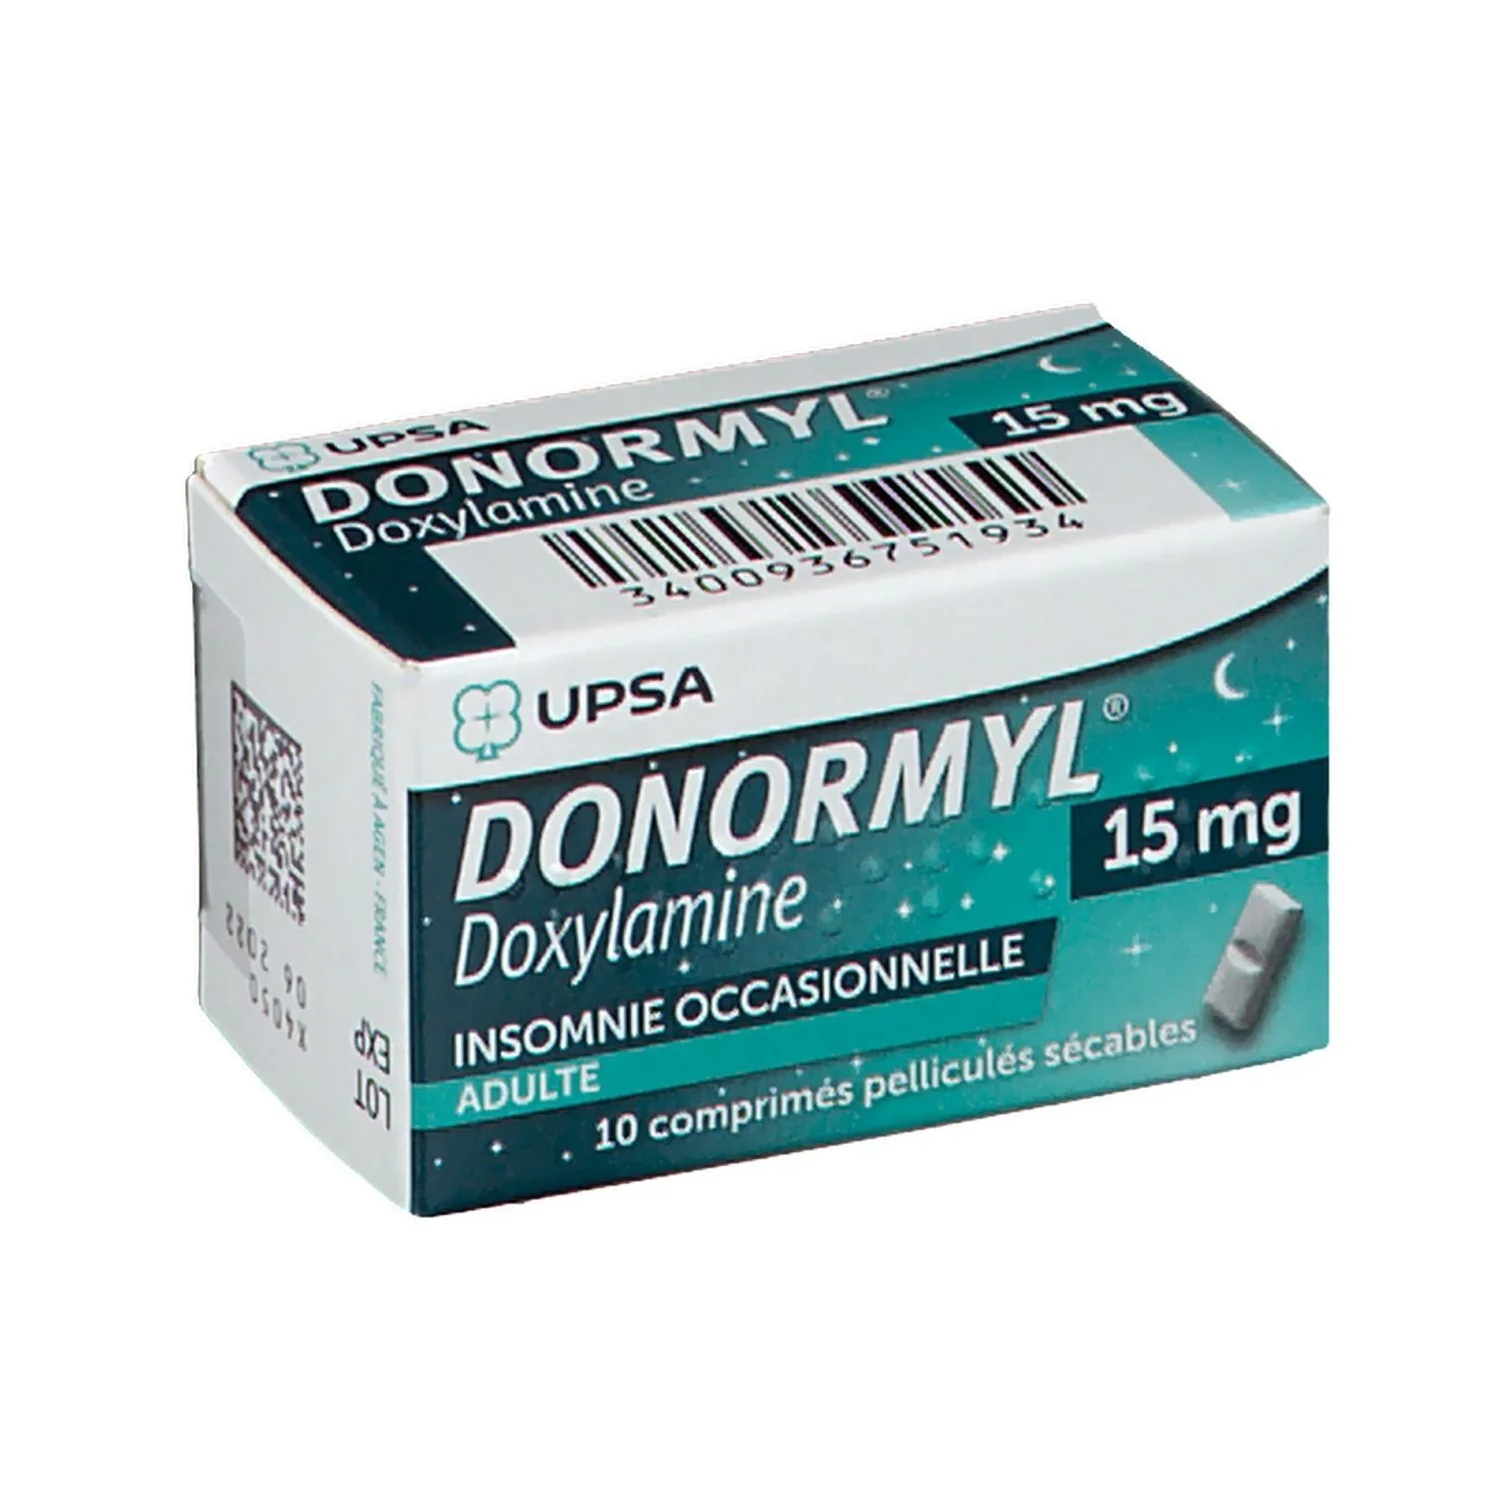 UPSA
DONORMYL®
15 mg
Doxylamine
3400936751934
UPSA
DONORMYL®
15 mg
Doxylamine
INSOMNIE OCCASIONNELLE
ADULTE
10 comprimés pelliculés sécables
FABRIQUÉ À AGEN - FRANCE
LOT
EXP
X4050
06 2022